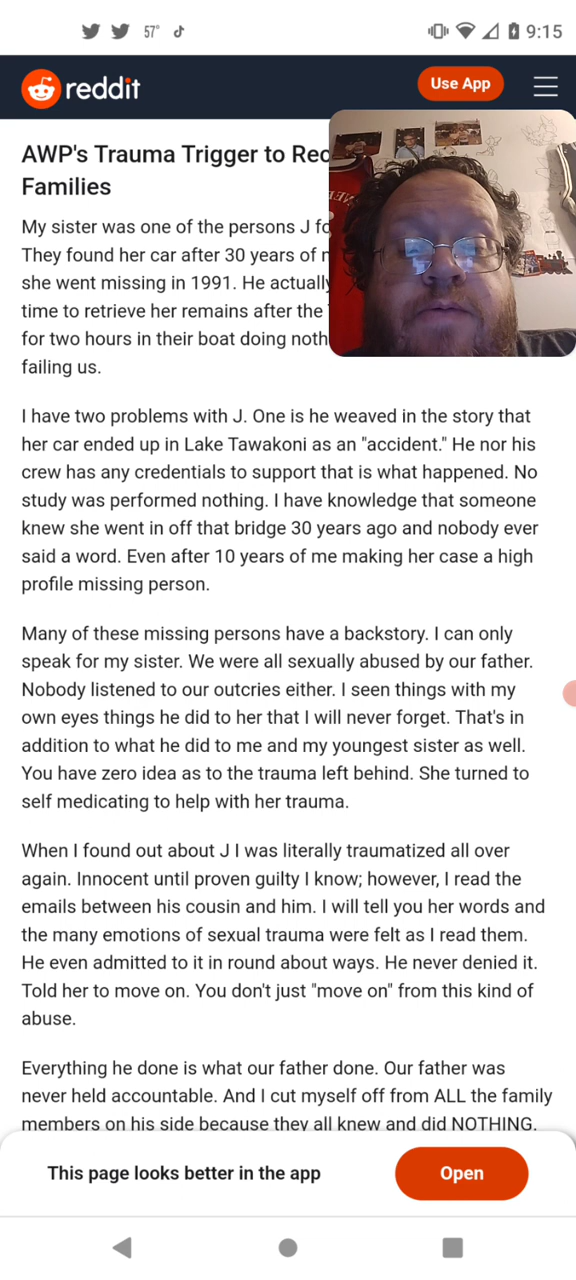 57°
9:15
reddit
Use App
AWP's Trauma Trigger to
Families
My sister was one of the persons J
They found her car after 30 years of
she went missing in 1991. He actually
time to retrieve her remains after the
for two hours in their boat doing
failing us.
I have two problems with J. One is he weaved in the story that
her car ended up in Lake Tawakoni as an "accident." He nor his
crew has any credentials to support that is what happened. No
study was performed nothing. I have knowledge that someone
knew she went in off that bridge 30 years ago and nobody ever
said a word. Even after 10 years of me making her case a high
profile missing person.
Many of these missing persons have a backstory. I can only
speak for my sister. We were all sexually abused by our father.
Nobody listened to our outcries either. I seen things with my
own eyes things he did to her that I will never forget. That's in
addition to what he did to me and my youngest sister as well.
You have zero idea as to the trauma left behind. She turned to
self medicating to help with her trauma.
When I found out about J I was literally traumatized all over
again. Innocent until proven guilty I know; however, I read the
emails between his cousin and him. I will tell you her words and
the many emotions of sexual trauma were felt as I read them.
He even admitted to it in round about ways. He never denied it.
Told her to move on. You don't just "move on" from this kind of
abuse.
Everything he done is what our father done. Our father was
never held accountable. And I cut myself off from ALL the family
members on his side because they all knew and did NOTHING.
This page looks better in the app
Open